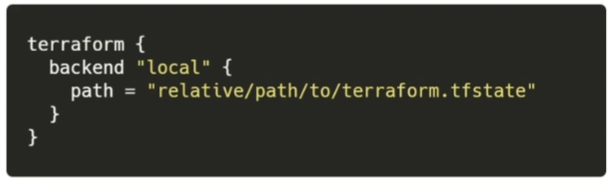 terraform {
  backend "local" {
    path = "relative/path/to/terraform.tfstate"
  }
}